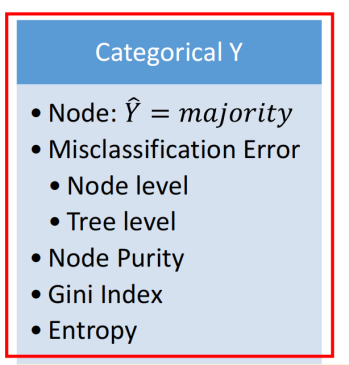 Categorical Y
• Node: Ŷ = majority
• Misclassification Error
• Node level
• Tree level
• Node Purity
• Gini Index
• Entropy